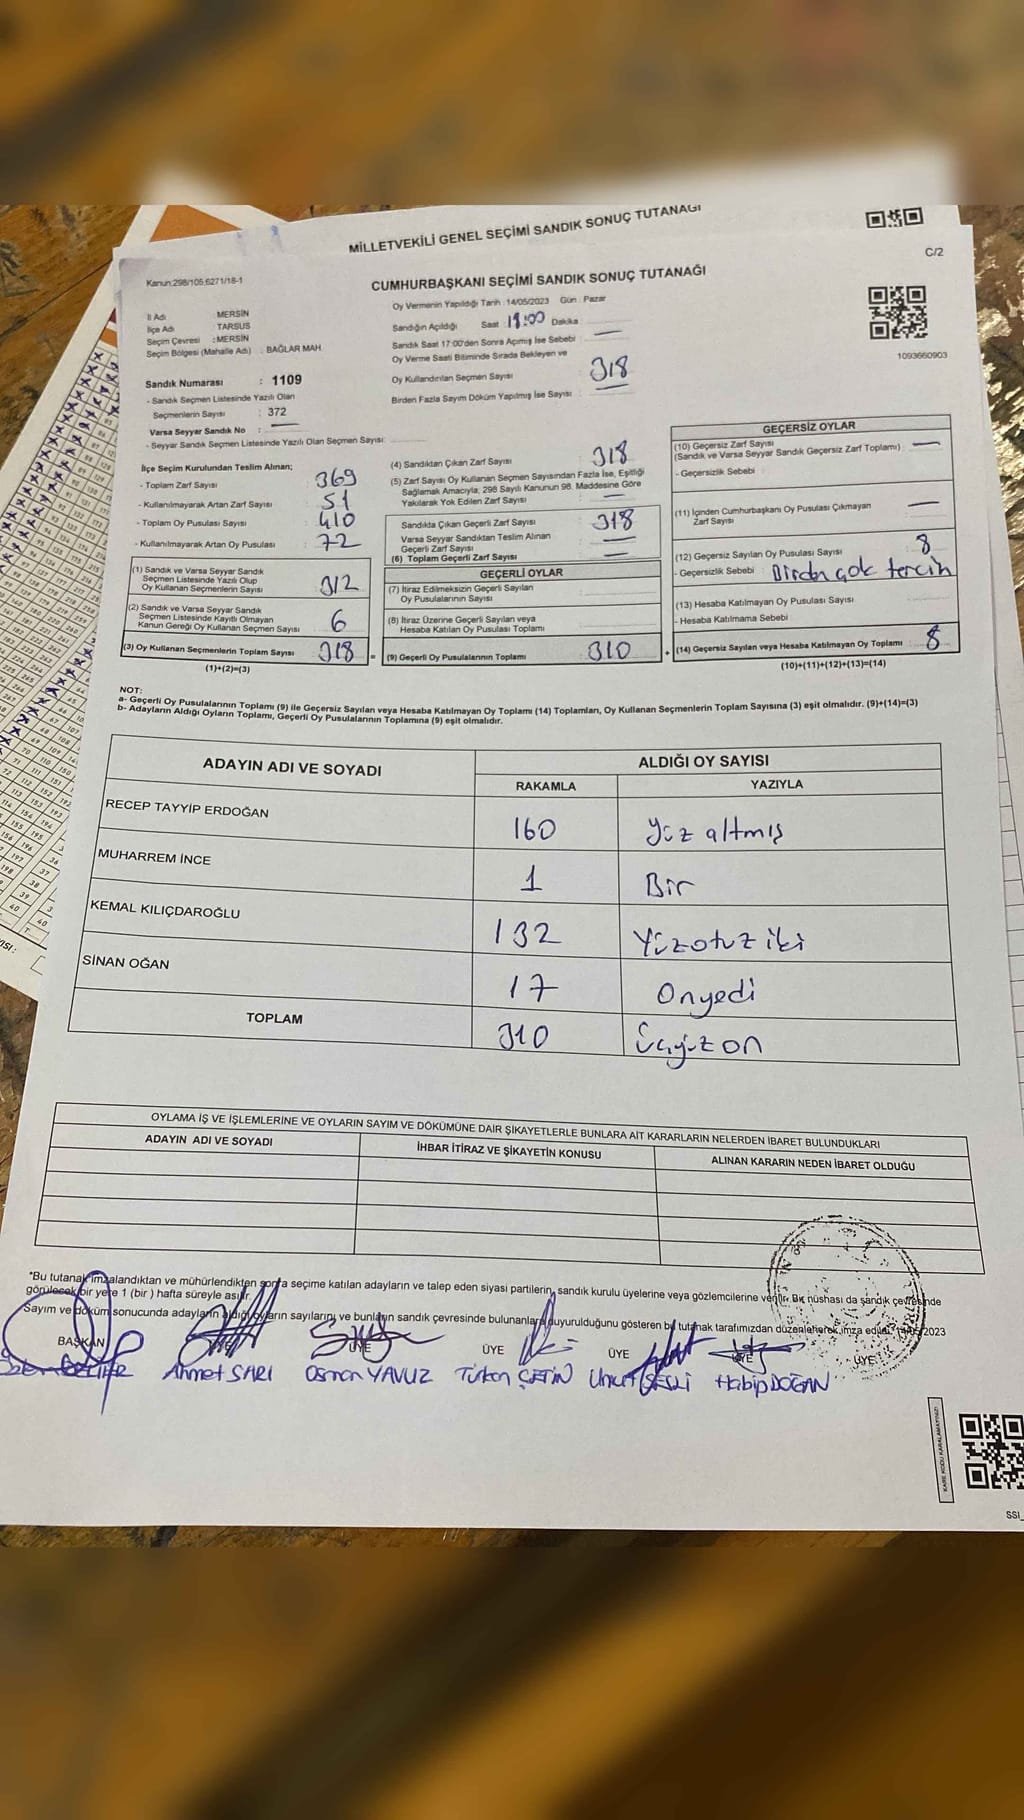 MİLLETVEKİLİ GENEL SEÇİMİ SANDIK SONUÇ TUTANAĞI
C/2
Kanun:298/105,6271/18-1
CUMHURBAŞKANI SEÇİMİ SANDIK SONUÇ TUTANAĞI
İl Adı MERSİN
İlçe Adı TARSUS
Seçim Çevresi : MERSİN
Seçim Bölgesi (Mahalle Adı) : BAĞLAR MAH.
Sandık Numarası : 1109
- Sandık Seçmen Listesinde Yazılı Olan
Seçmenlerin Sayısı : 372
Varsa Seyyar Sandık No : —
- Seyyar Sandık Seçmen Listesinde Yazılı Olan Seçmen Sayısı:
Oy Vermenin Yapıldığı Tarih : 14/05/2023 Gün : Pazar
Sandığın Açıldığı Saat 18:00 Dakika
Sandık Saat 17:00'den Sonra Açımış İse Sebebi : —
Oy Verme Saati Bitiminde Sırada Bekleyen ve
Oy Kullandırılan Seçmen Sayısı : 318
Birden Fazla Sayım Döküm Yapılmış İse Sayısı : —
1093660903
İlçe Seçim Kurulundan Teslim Alınan;
- Toplam Zarf Sayısı : 369
- Kullanılmayarak Artan Zarf Sayısı : 51
- Toplam Oy Pusulası Sayısı : 410
- Kullanılmayarak Artan Oy Pusulası : 72
(1) Sandık ve Varsa Seyyar Sandık
Seçmen Listesinde Yazılı Olup
Oy Kullanan Seçmenlerin Sayısı : 312
(2) Sandık ve Varsa Seyyar Sandık
Seçmen Listesinde Kayıtlı Olmayan
Kanun Gereği Oy Kullanan Seçmen Sayısı : 6
(3) Oy Kullanan Seçmenlerin Toplam Sayısı : 318
(1)+(2)=(3)
(4) Sandıktan Çıkan Zarf Sayısı : 318
(5) Zarf Sayısı Oy Kullanan Seçmen Sayısından Fazla İse, Eşitliği
Sağlamak Amacıyla, 298 Sayılı Kanunun 98. Maddesine Göre
Yakılarak Yok Edilen Zarf Sayısı : —
Sandıkta Çıkan Geçerli Zarf Sayısı : 318
Varsa Seyyar Sandıktan Teslim Alınan
Geçerli Zarf Sayısı : —
(6) Toplam Geçerli Zarf Sayısı : —
GEÇERLİ OYLAR
(7) İtiraz Edilmeksizin Geçerli Sayılan
Oy Pusulalarının Sayısı
(8) İtiraz Üzerine Geçerli Sayılan veya
Hesaba Katılan Oy Pusulası Toplamı
= (9) Geçerli Oy Pusulalarının Toplamı : 310
GEÇERSİZ OYLAR
(10) Geçersiz Zarf Sayısı
(Sandık ve Varsa Seyyar Sandık Geçersiz Zarf Toplamı) : —
- Geçersizlik Sebebi
(11) İçinden Cumhurbaşkanı Oy Pusulası Çıkmayan
Zarf Sayısı : —
(12) Geçersiz Sayılan Oy Pusulası Sayısı : 8
- Geçersizlik Sebebi : Birden çok tercih
(13) Hesaba Katılmayan Oy Pusulası Sayısı
- Hesaba Katılmama Sebebi
+ (14) Geçersiz Sayılan veya Hesaba Katılmayan Oy Toplamı : 8
(10)+(11)+(12)+(13)=(14)
NOT:
a- Geçerli Oy Pusulalarının Toplamı (9) ile Geçersiz Sayılan veya Hesaba Katılmayan Oy Toplamı (14) Toplamları, Oy Kullanan Seçmenlerin Toplam Sayısına (3) eşit olmalıdır. (9)+(14)=(3)
b- Adayların Aldığı Oyların Toplamı, Geçerli Oy Pusulalarının Toplamına (9) eşit olmalıdır.
ADAYIN ADI VE SOYADI ALDIĞI OY SAYISI
RAKAMLA YAZIYLA
RECEP TAYYİP ERDOĞAN 160 Yüz altmış
MUHARREM İNCE 1 Bir
KEMAL KILIÇDAROĞLU 132 Yüzotuz iki
SİNAN OĞAN 17 Onyedi
TOPLAM 310 Üçyüz on
OYLAMA İŞ VE İŞLEMLERİNE VE OYLARIN SAYIM VE DÖKÜMÜNE DAİR ŞİKAYETLERLE BUNLARA AİT KARARLARIN NELERDEN İBARET BULUNDUKLARI
ADAYIN ADI VE SOYADI İHBAR İTİRAZ VE ŞİKAYETİN KONUSU ALINAN KARARIN NEDEN İBARET OLDUĞU
*Bu tutanak imzalandıktan ve mühürlendikten sonra seçime katılan adayların ve talep eden siyasi partilerin, sandık kurulu üyelerine veya gözlemcilerine verilir. Bir nüshası da sandık çevresinde
görülecek bir yere 1 (bir ) hafta süreyle asılır.
Sayım ve döküm sonucunda adayların aldığı oyların sayılarını ve bunların sandık çevresinde bulunanlara duyurulduğunu gösteren bu tutanak tarafımızdan düzenlenerek imza edildi. 14/05/2023
BAŞKAN ÜYE ÜYE ÜYE ÜYE ÜYE
Ahmet SARI Osman YAVUZ Türkan ÇETİN Umut SESLİ Habip DOĞAN
KARE KODU KARALAMAYINIZ!
SSI_